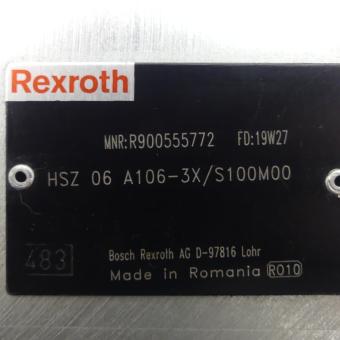 Rexroth
MNR:R900555772 FD:19W27
HSZ 06 A106-3X/S100M00
483
Bosch Rexroth AG D-97816 Lohr
Made in Romania RO10